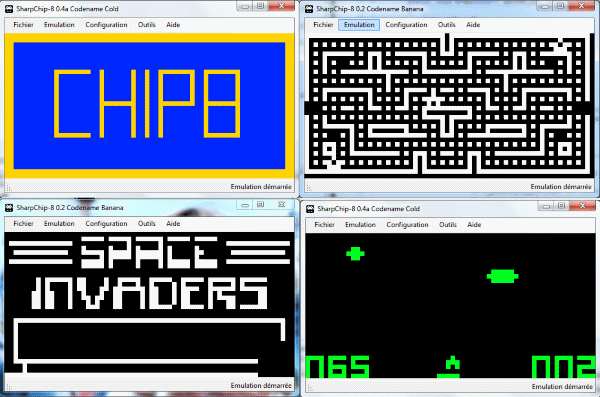 SharpChip-8 0.4a Codename Cold
Fichier Emulation Configuration Outils Aide
CHIP8
Emulation démarrée
SharpChip-8 0.2 Codename Banana
Fichier Emulation Configuration Outils Aide
Emulation démarrée
SharpChip-8 0.2 Codename Banana
Fichier Emulation Configuration Outils Aide
SPACE
INVADERS
Emulation démarrée
SharpChip-8 0.4a Codename Cold
Fichier Emulation Configuration Outils Aide
065 002
Emulation démarrée